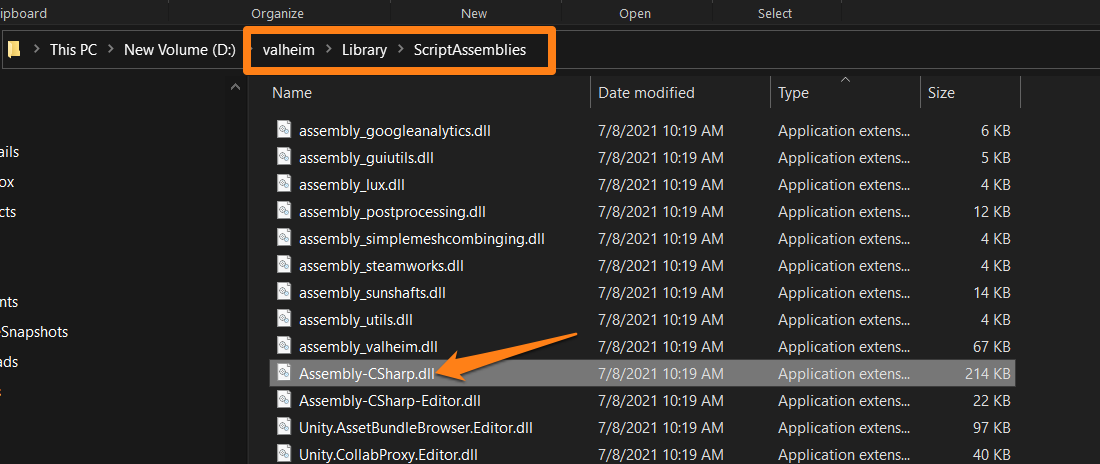 lipboard Organize New Open Select
This PC New Volume (D:) valheim Library ScriptAssemblies
Name Date modified Type Size
assembly_googleanalytics.dll 7/8/2021 10:19 AM Application extens... 6 KB
assembly_guiutils.dll 7/8/2021 10:19 AM Application extens... 5 KB
ails
assembly_lux.dll 7/8/2021 10:19 AM Application extens... 4 KB
ox
assembly_postprocessing.dll 7/8/2021 10:19 AM Application extens... 12 KB
cts
assembly_simplemeshcombinging.dll 7/8/2021 10:19 AM Application extens... 4 KB
assembly_steamworks.dll 7/8/2021 10:19 AM Application extens... 4 KB
assembly_sunshafts.dll 7/8/2021 10:19 AM Application extens... 14 KB
nts
assembly_utils.dll 7/8/2021 10:19 AM Application extens... 4 KB
Snapshots
assembly_valheim.dll 7/8/2021 10:19 AM Application extens... 67 KB
ads
Assembly-CSharp.dll 7/8/2021 10:19 AM Application extens... 214 KB
Assembly-CSharp-Editor.dll 7/8/2021 10:19 AM Application extens... 22 KB
Unity.AssetBundleBrowser.Editor.dll 7/8/2021 10:19 AM Application extens... 97 KB
Unity.CollabProxy.Editor.dll 7/8/2021 10:19 AM Application extens... 40 KB